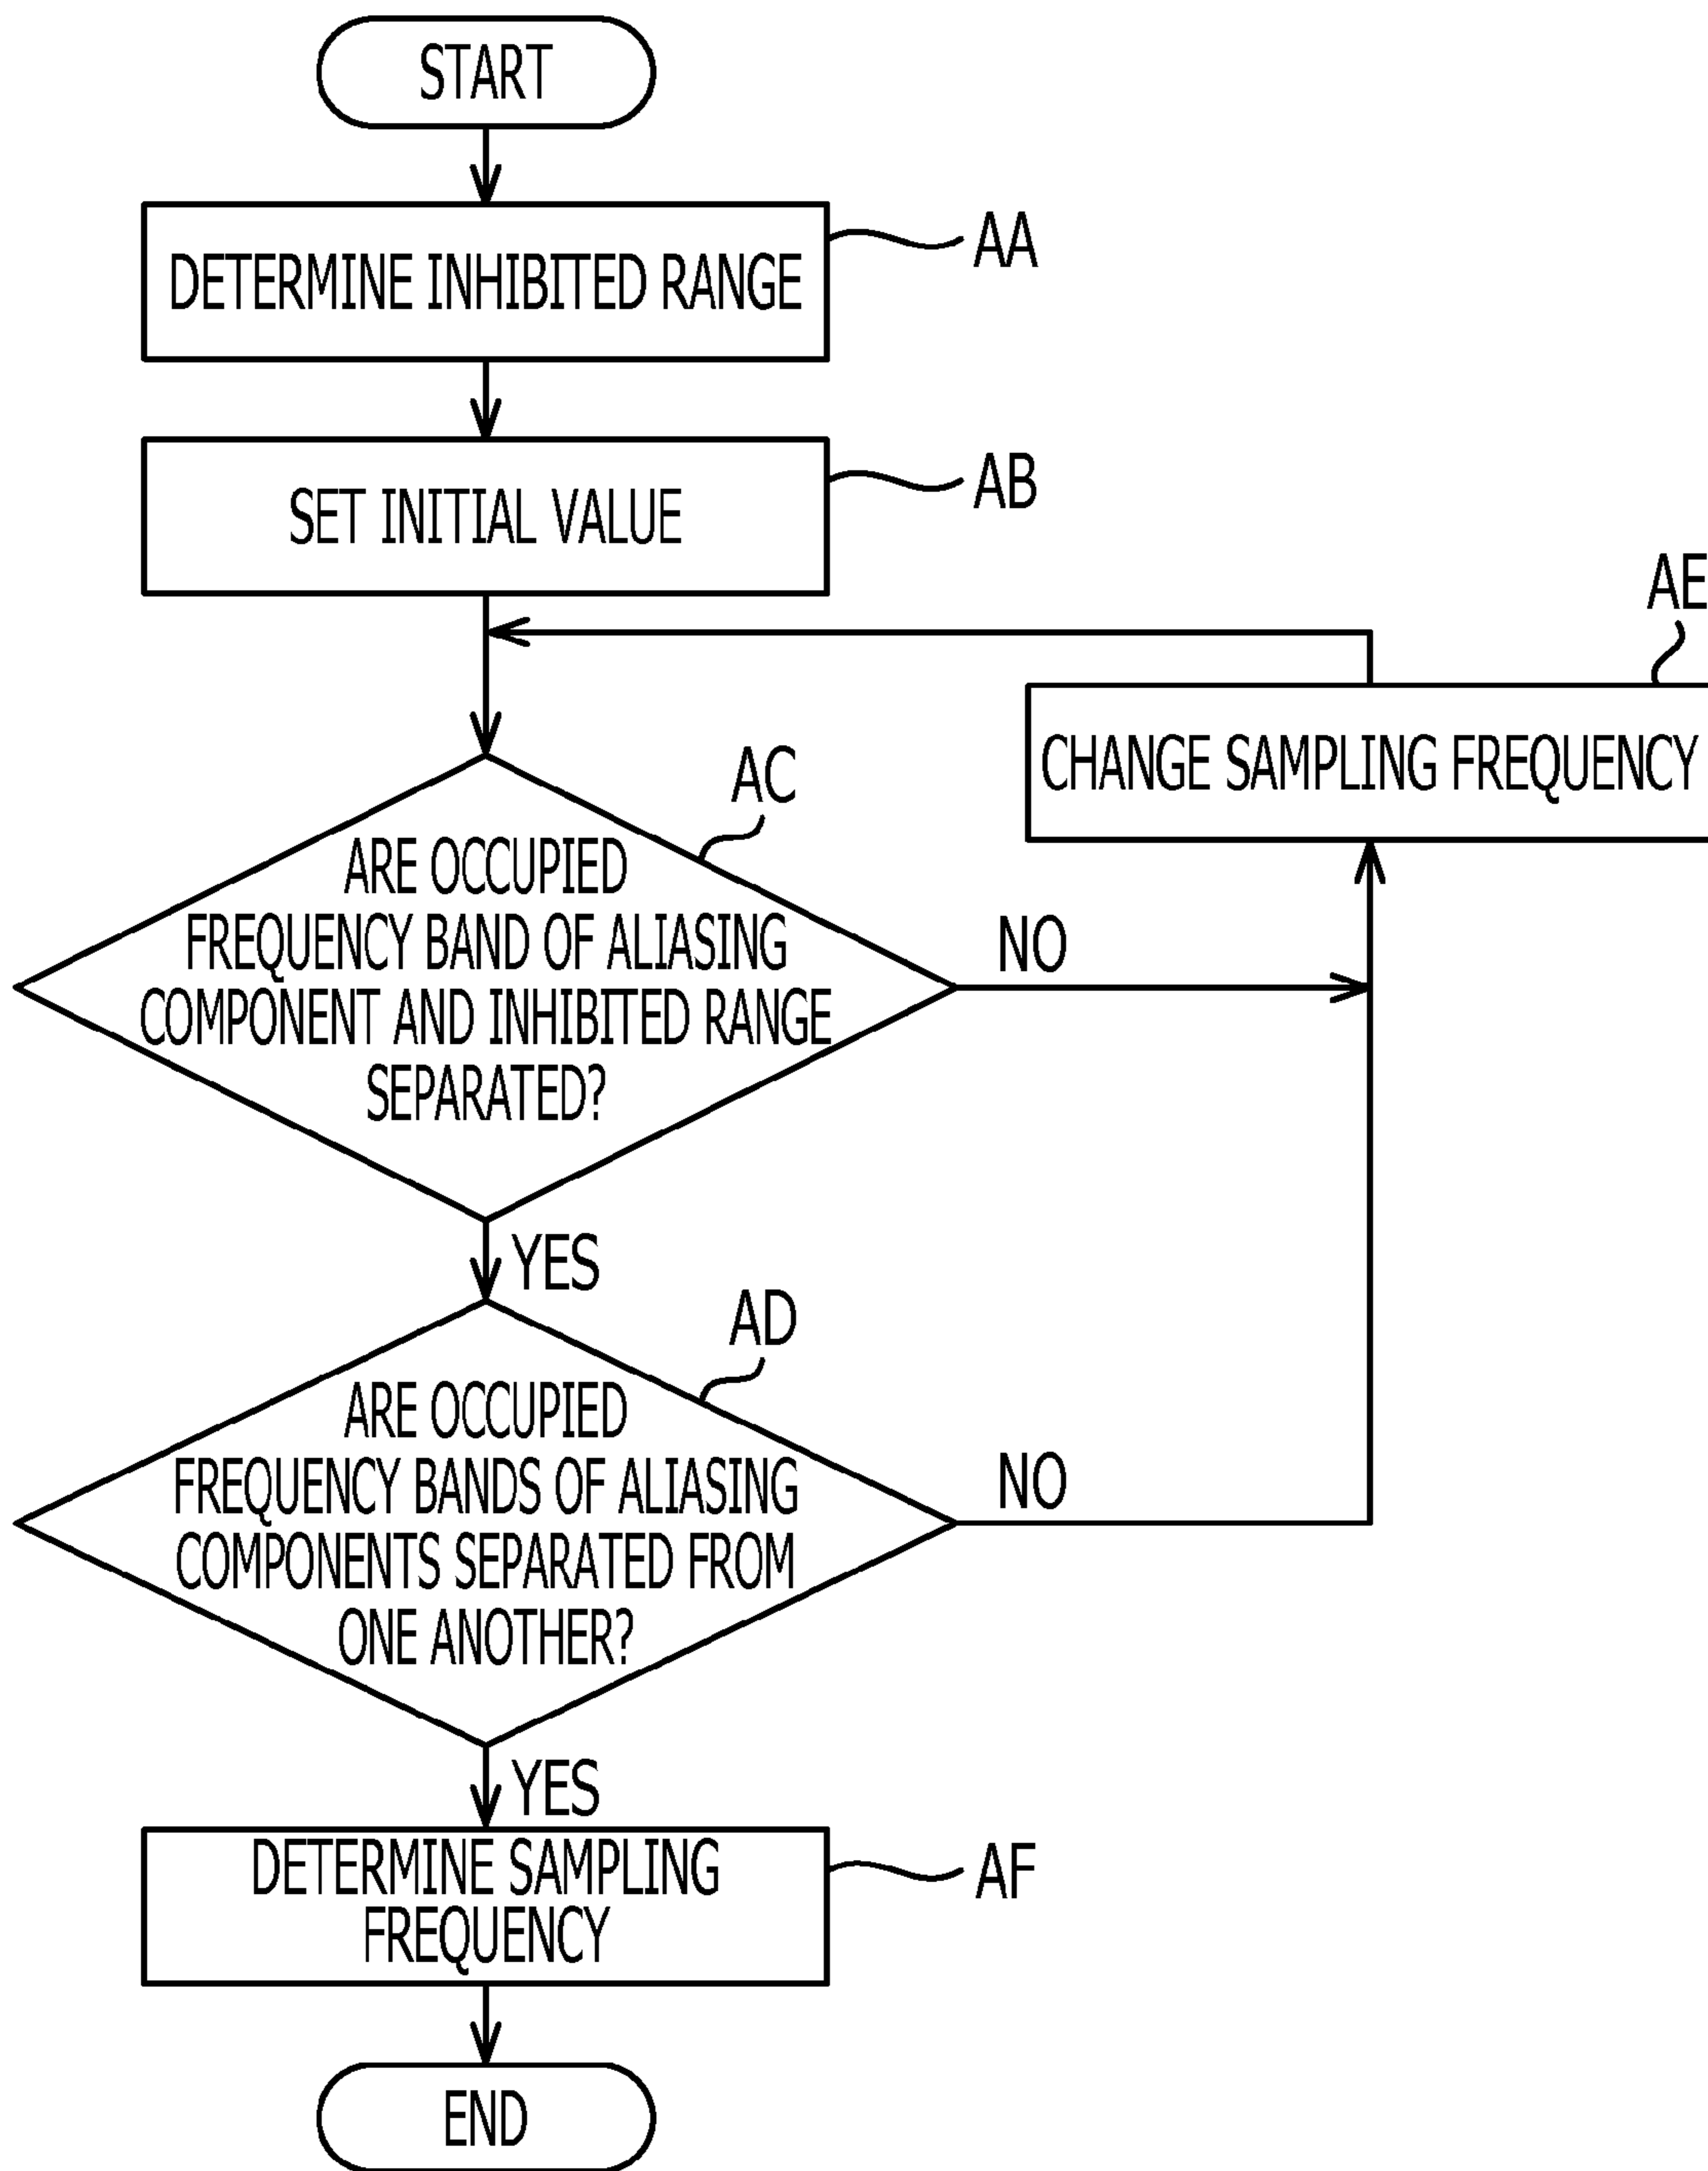 START
DETERMINE INHIBITED RANGE
AA
SET INITIAL VALUE
AB
AE
CHANGE SAMPLING FREQUENCY
AC
ARE OCCUPIED
FREQUENCY BAND OF ALIASING
COMPONENT AND INHIBITED RANGE
SEPARATED?
NO
YES
AD
ARE OCCUPIED
FREQUENCY BANDS OF ALIASING
COMPONENTS SEPARATED FROM
ONE ANOTHER?
NO
YES
DETERMINE SAMPLING
FREQUENCY
AF
END